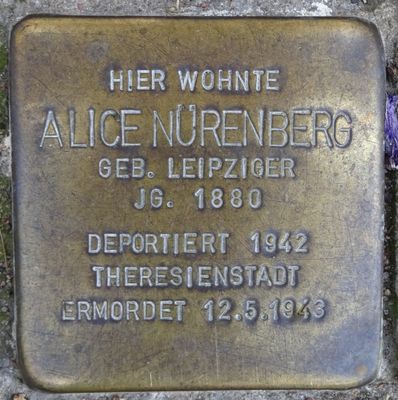 HIER WOHNTE
ALICE NÜRENBERG
GEB. LEIPZIGER
JG. 1880
DEPORTIERT 1942
THERESIENSTADT
ERMORDET 12.5.1943